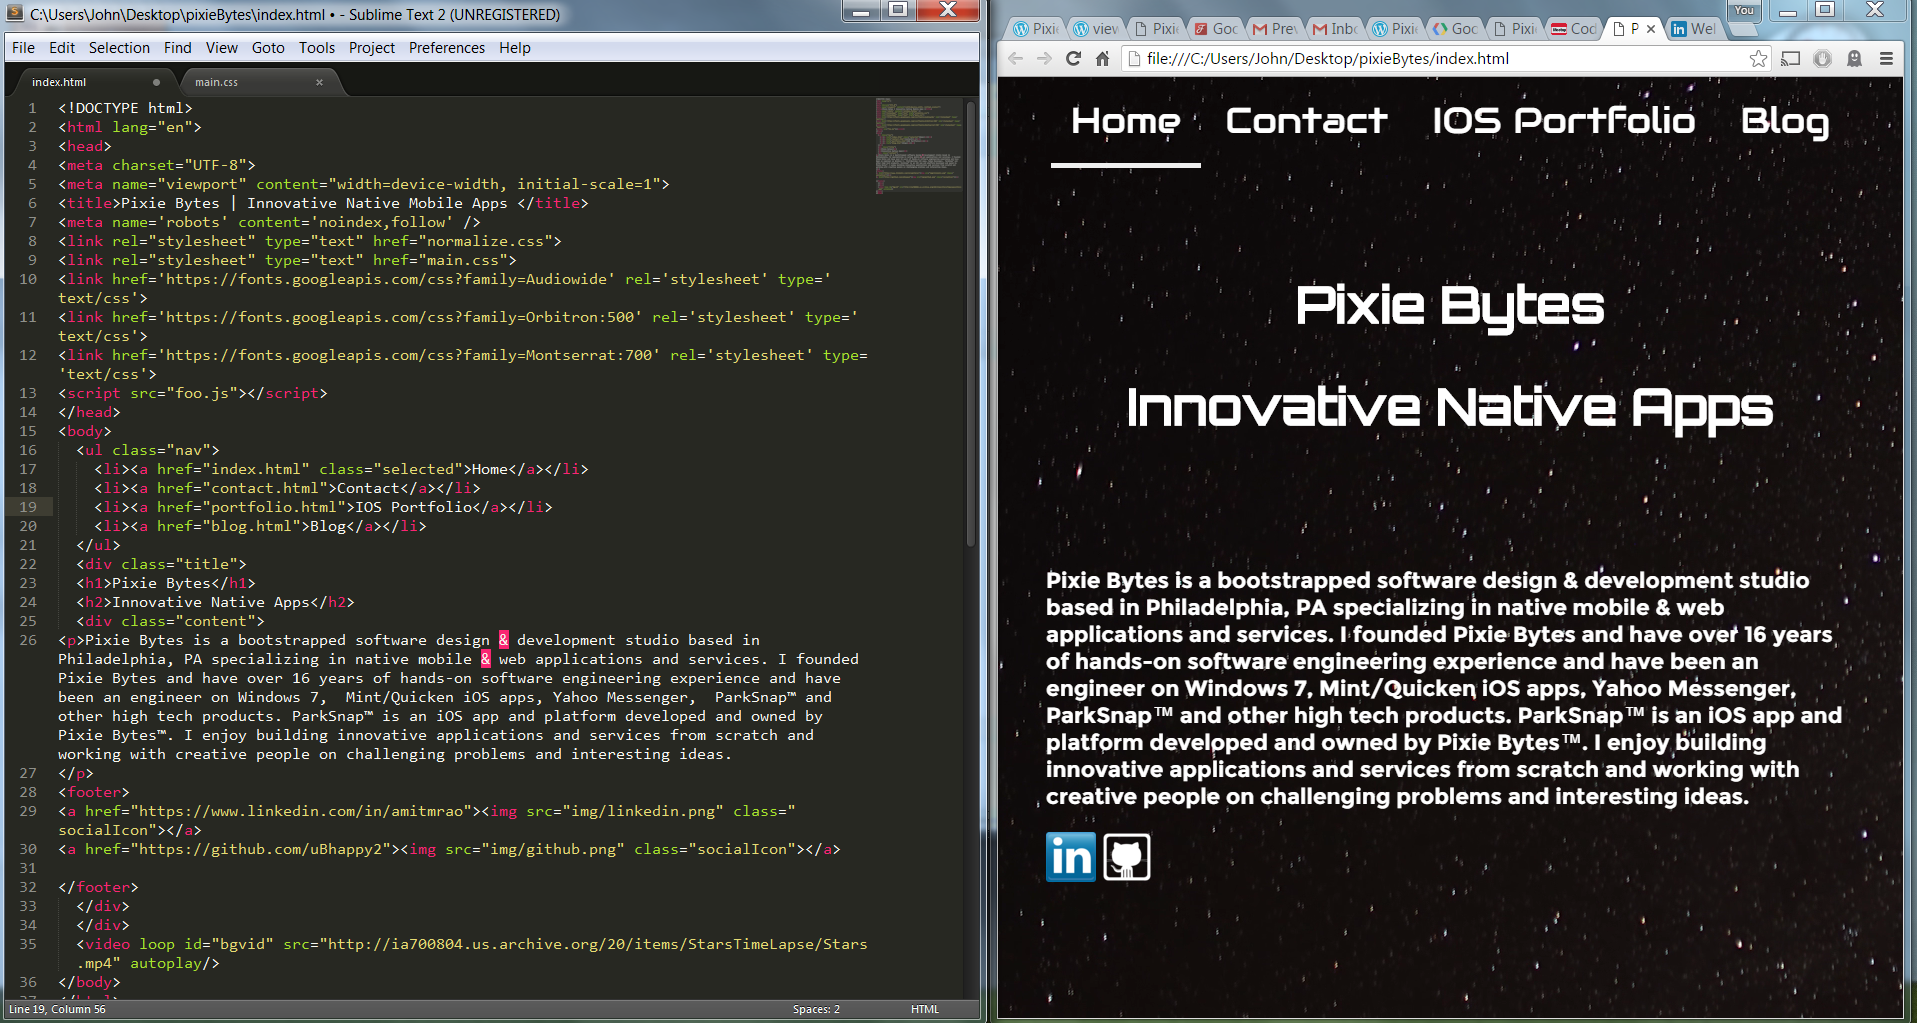 C:\Users\John\Desktop\pixieBytes\index.html • - Sublime Text 2 (UNREGISTERED)
File Edit Selection Find View Goto Tools Project Preferences Help
index.html main.css
1 <!DOCTYPE html>
2 <html lang="en">
3 <head>
4 <meta charset="UTF-8">
5 <meta name="viewport" content="width=device-width, initial-scale=1">
6 <title>Pixie Bytes | Innovative Native Mobile Apps </title>
7 <meta name='robots' content='noindex,follow' />
8 <link rel="stylesheet" type="text" href="normalize.css">
9 <link rel="stylesheet" type="text" href="main.css">
10 <link href='https://fonts.googleapis.com/css?family=Audiowide' rel='stylesheet' type='
text/css'>
11 <link href='https://fonts.googleapis.com/css?family=Orbitron:500' rel='stylesheet' type='
text/css'>
12 <link href='https://fonts.googleapis.com/css?family=Montserrat:700' rel='stylesheet' type=
'text/css'>
13 <script src="foo.js"></script>
14 </head>
15 <body>
16 <ul class="nav">
17 <li><a href="index.html" class="selected">Home</a></li>
18 <li><a href="contact.html">Contact</a></li>
19 <li><a href="portfolio.html">IOS Portfolio</a></li>
20 <li><a href="blog.html">Blog</a></li>
21 </ul>
22 <div class="title">
23 <h1>Pixie Bytes</h1>
24 <h2>Innovative Native Apps</h2>
25 <div class="content">
26 <p>Pixie Bytes is a bootstrapped software design & development studio based in
Philadelphia, PA specializing in native mobile & web applications and services. I founded
Pixie Bytes and have over 16 years of hands-on software engineering experience and have
been an engineer on Windows 7,  Mint/Quicken iOS apps, Yahoo Messenger,  ParkSnap™ and
other high tech products. ParkSnap™ is an iOS app and platform developed and owned by
Pixie Bytes™. I enjoy building innovative applications and services from scratch and
working with creative people on challenging problems and interesting ideas.
27 </p>
28 <footer>
29 <a href="https://www.linkedin.com/in/amitmrao"><img src="img/linkedin.png" class="
socialIcon"></a>
30 <a href="https://github.com/uBhappy2"><img src="img/github.png" class="socialIcon"></a>
31
32 </footer>
33 </div>
34 </div>
35 <video loop id="bgvid" src="http://ia700804.us.archive.org/20/items/StarsTimeLapse/Stars
.mp4" autoplay/>
36 </body>
Line 19, Column 56 Spaces: 2 HTML
You
Pixie view Pixie Goo Prev Inbo Pixie Goo Pixie Cod P Wel
file:///C:/Users/John/Desktop/pixieBytes/index.html
Home Contact IOS Portfolio Blog
Pixie Bytes
Innovative Native Apps
Pixie Bytes is a bootstrapped software design & development studio
based in Philadelphia, PA specializing in native mobile & web
applications and services. I founded Pixie Bytes and have over 16 years
of hands-on software engineering experience and have been an
engineer on Windows 7, Mint/Quicken iOS apps, Yahoo Messenger,
ParkSnap™ and other high tech products. ParkSnap™ is an iOS app and
platform developed and owned by Pixie Bytes™. I enjoy building
innovative applications and services from scratch and working with
creative people on challenging problems and interesting ideas.
in